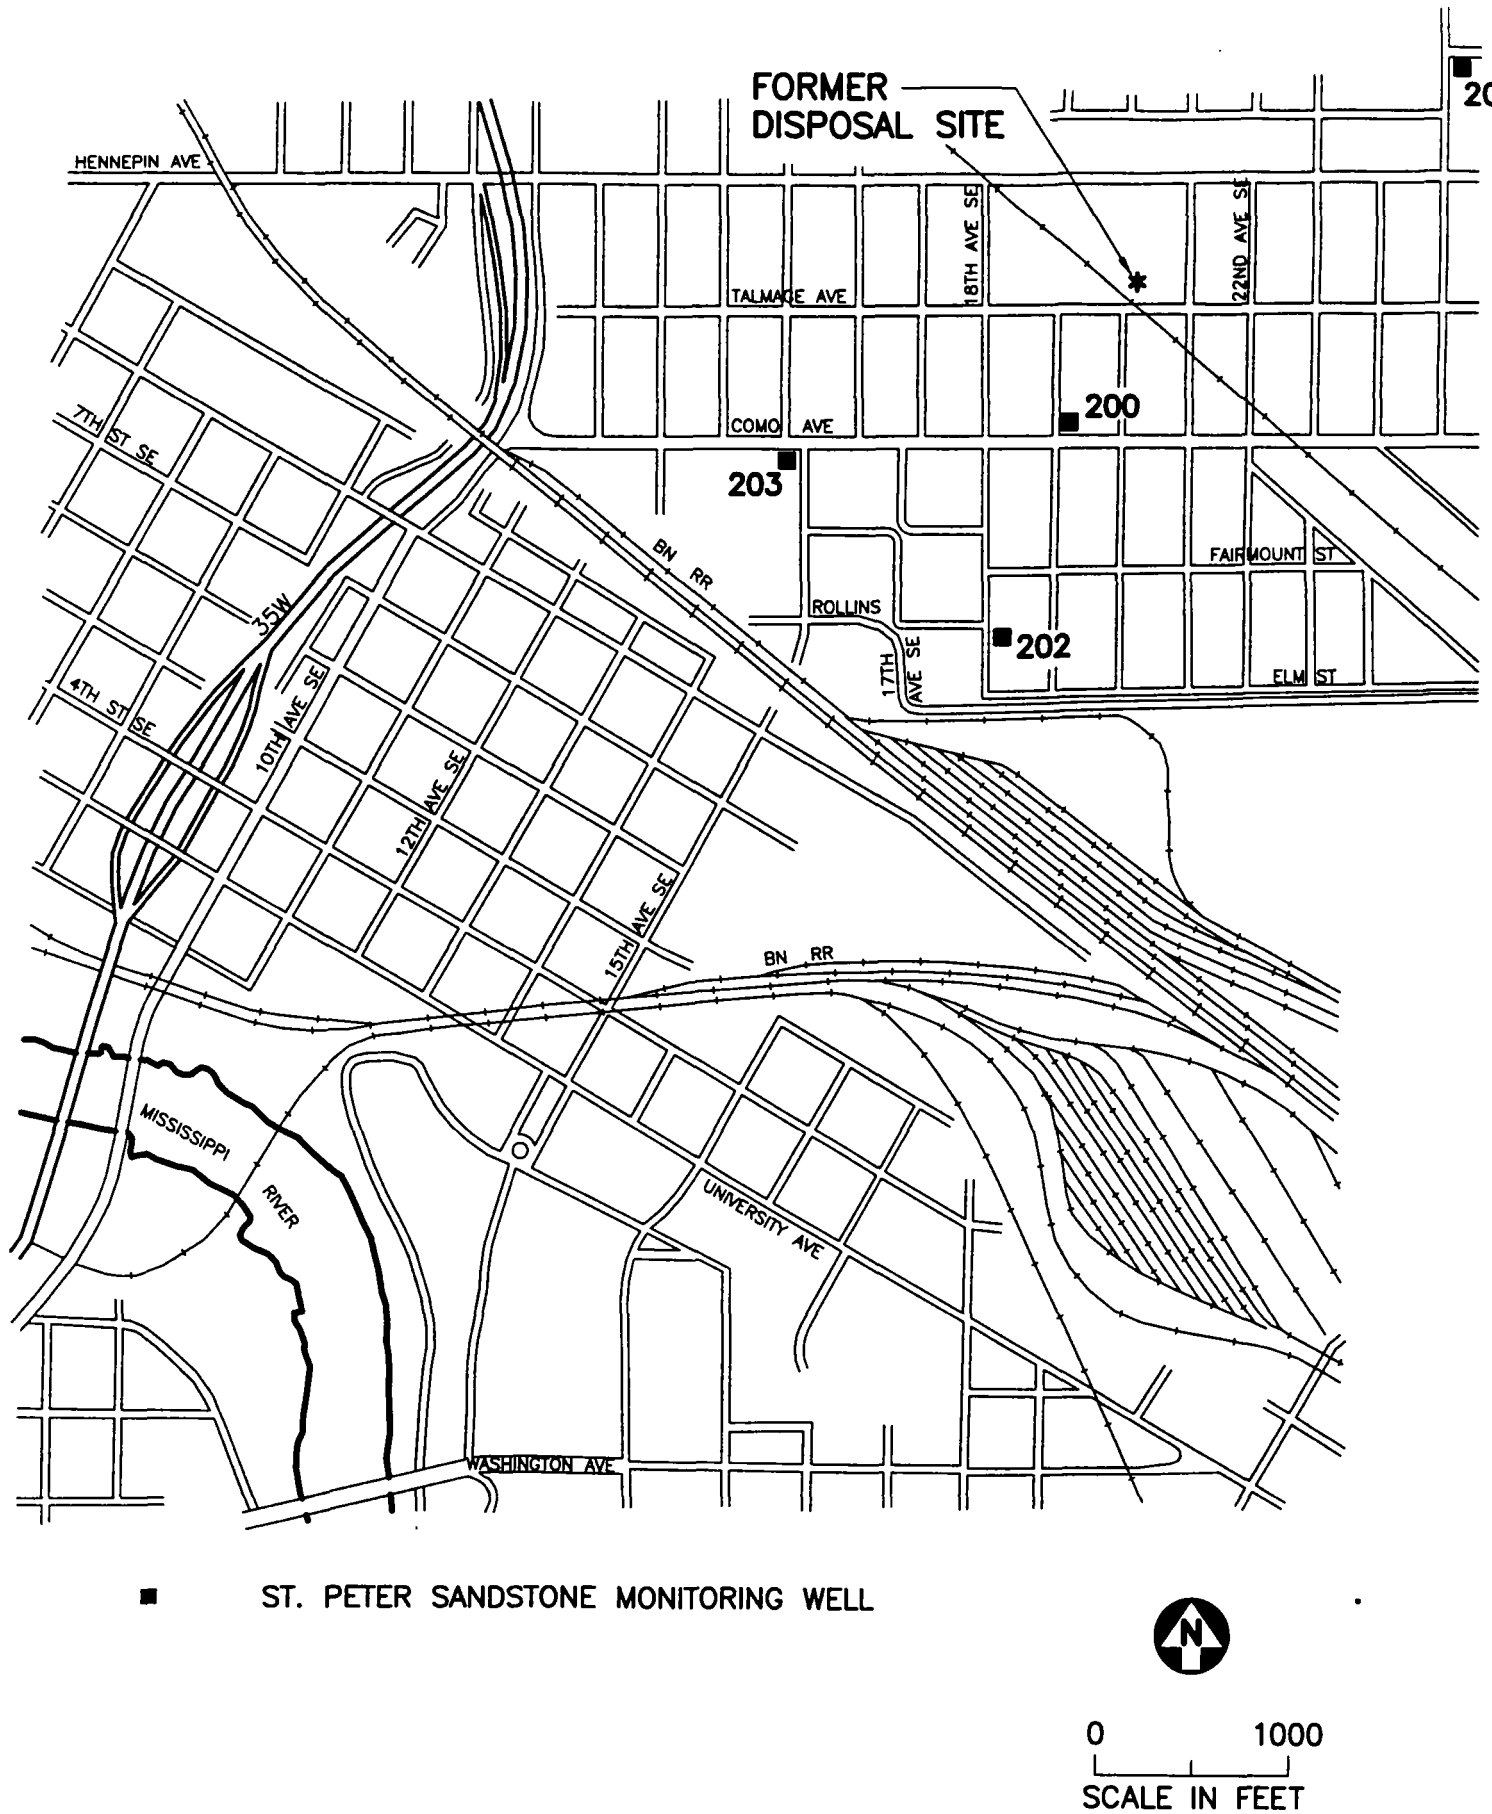 FORMER
DISPOSAL SITE
20
HENNEPIN AVE
18TH AVE SE
22ND AVE SE
TALMAGE AVE
200
COMO AVE
203
7TH ST SE
BN RR
FAIRMOUNT ST
35W
ROLLINS
202
17TH
AVE SE
ELM ST
4TH ST SE
10TH AVE SE
12TH AVE SE
15TH AVE SE
BN RR
MISSISSIPPI
RIVER
UNIVERSITY AVE
WASHINGTON AVE
ST. PETER SANDSTONE MONITORING WELL
N
0 1000
SCALE IN FEET